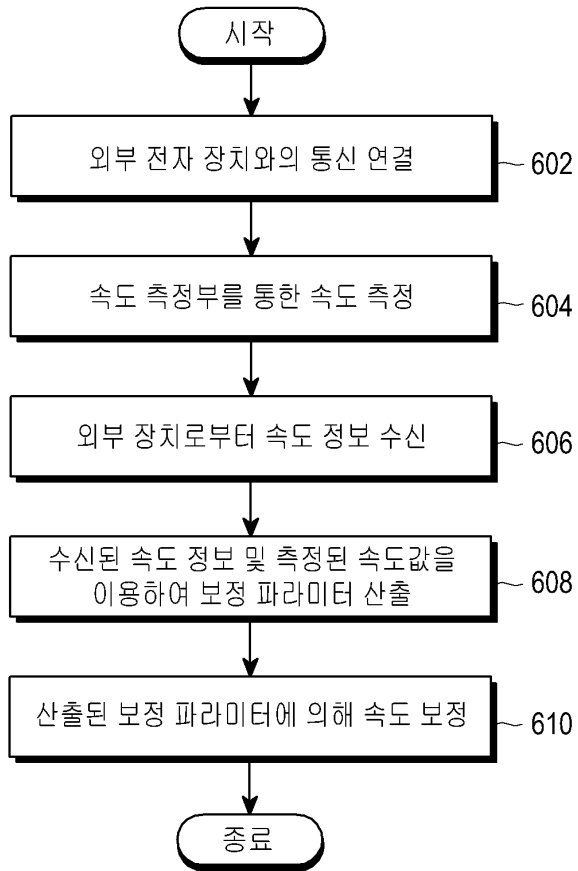 시작
외부 전자 장치와의 통신 연결
602
속도 측정부를 통한 속도 측정
604
외부 장치로부터 속도 정보 수신
606
수신된 속도 정보 및 측정된 속도값을
이용하여 보정 파라미터 산출
608
산출된 보정 파라미터에 의해 속도 보정
610
종료